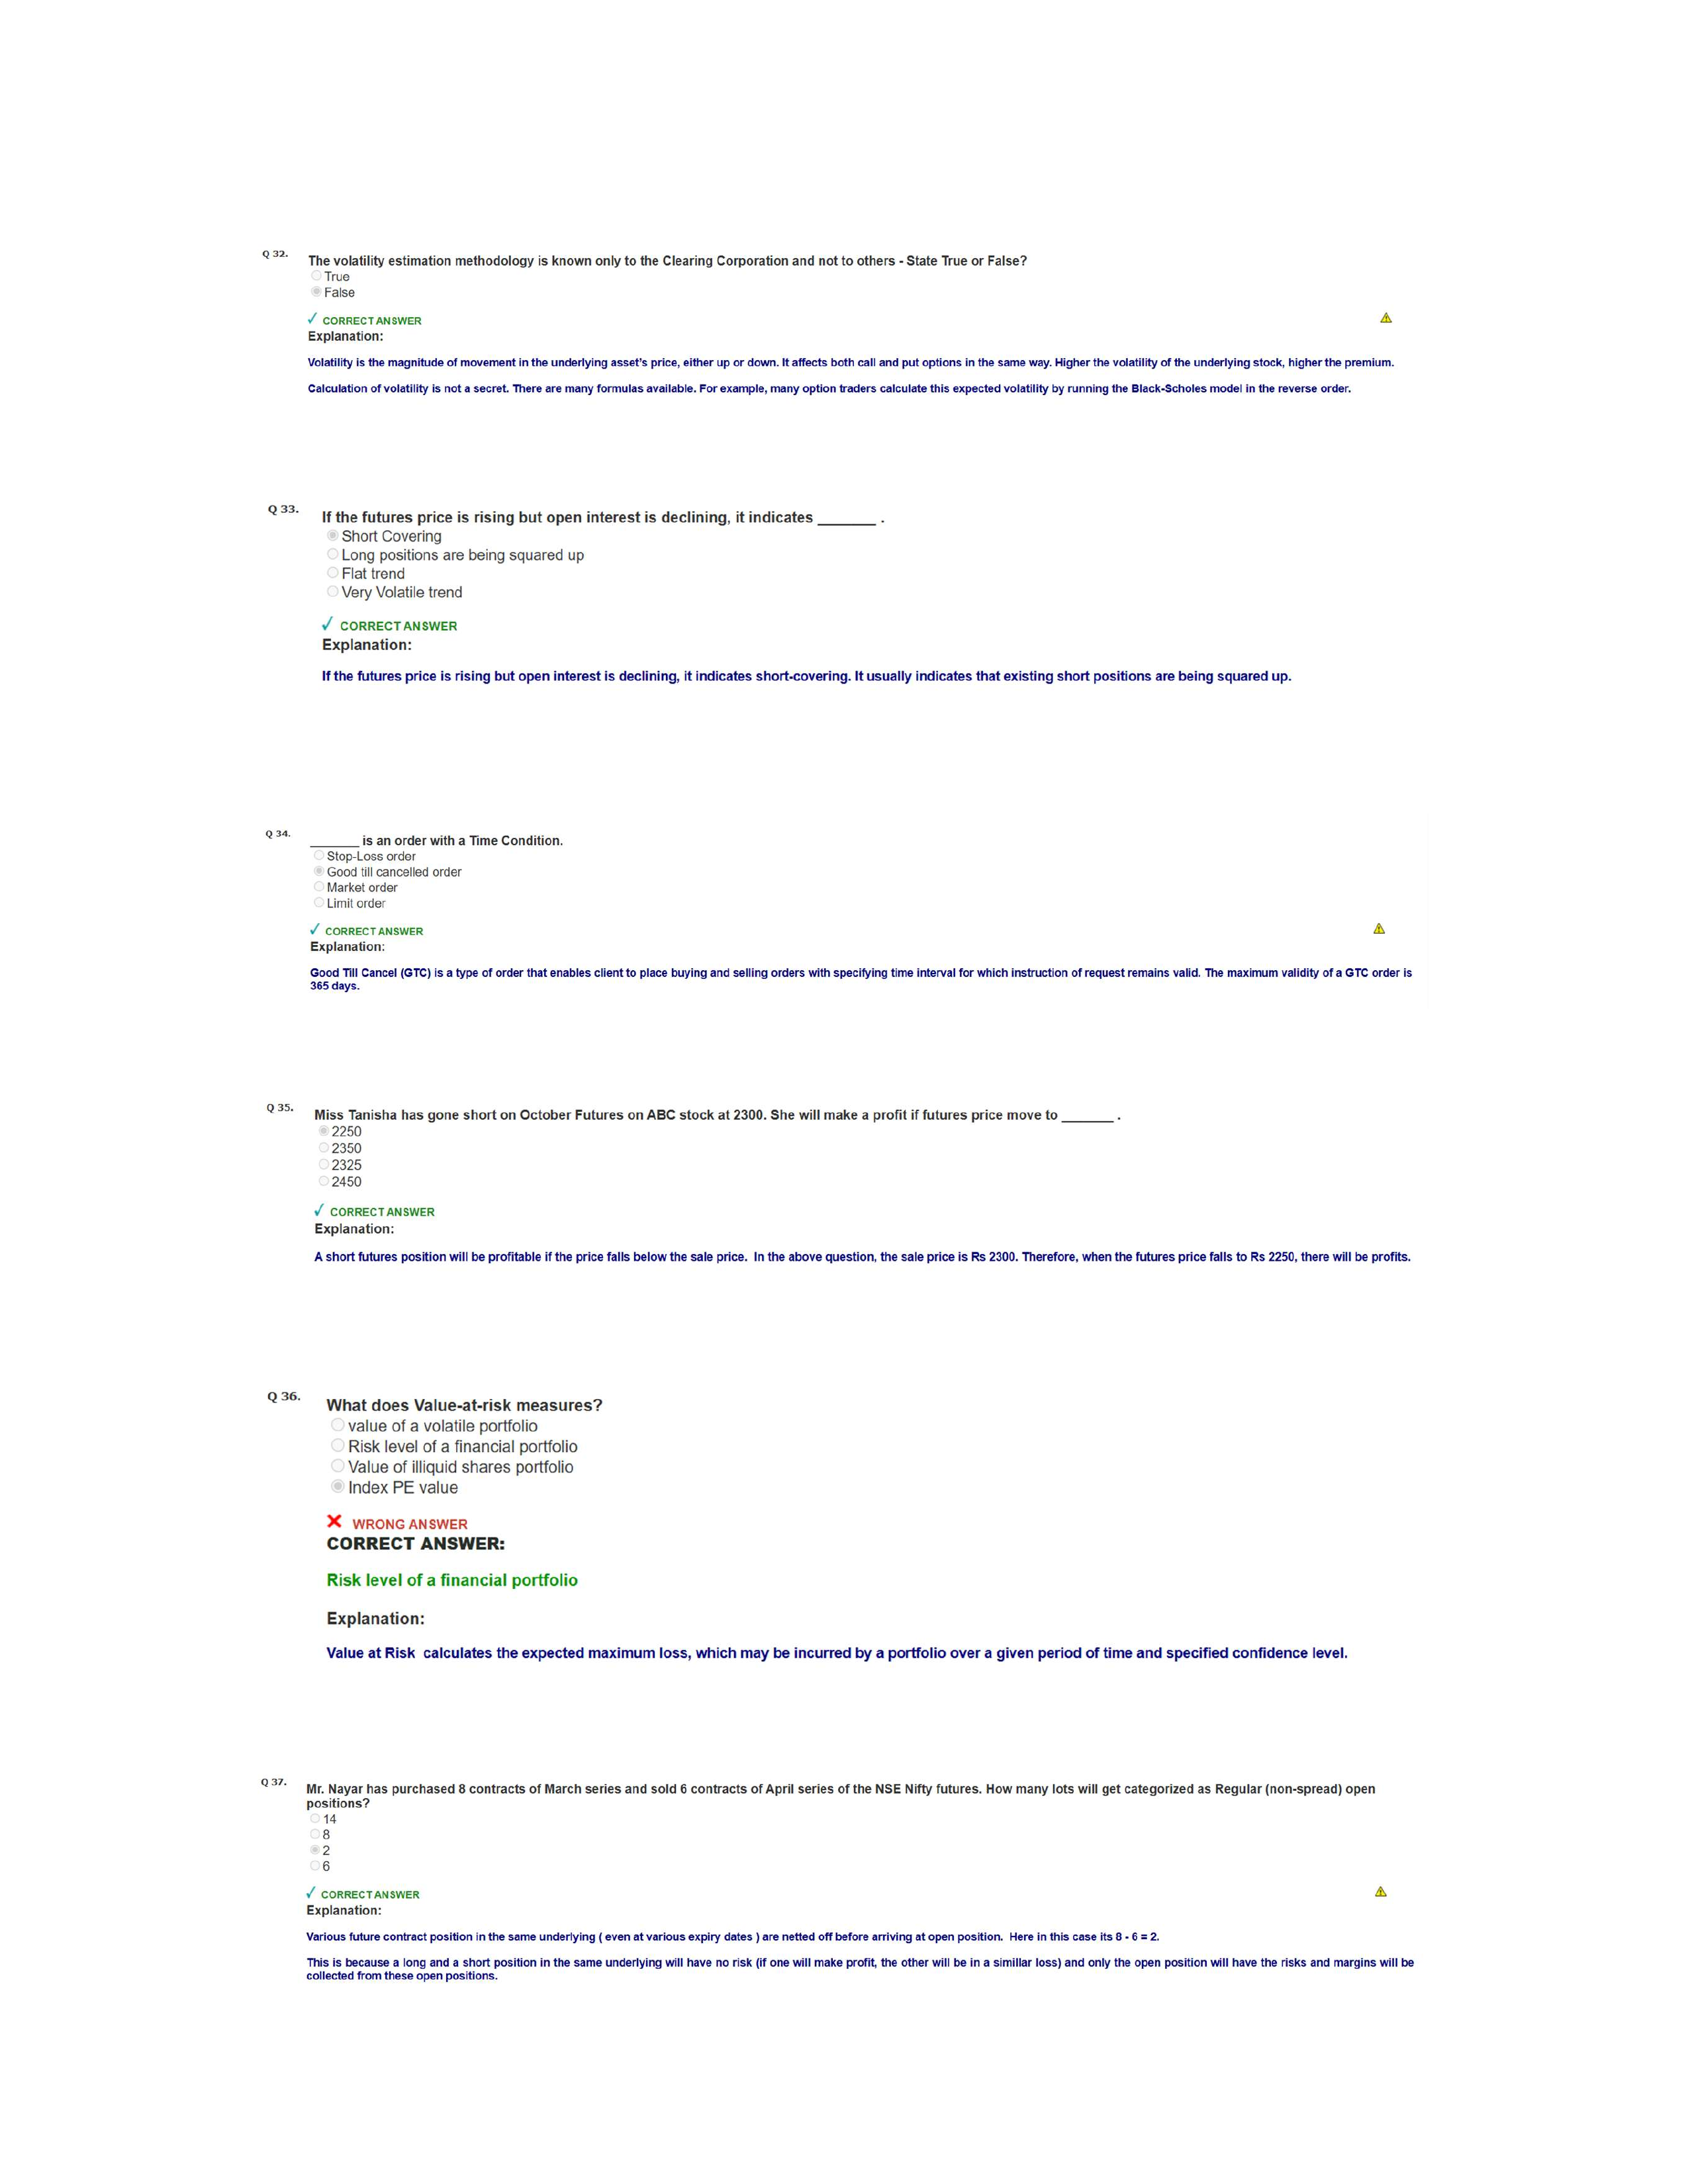 Q 32.
The volatility estimation methodology is known only to the Clearing Corporation and not to others - State True or False?
True
False
CORRECT ANSWER
Explanation:
Volatility is the magnitude of movement in the underlying asset's price, either up or down. It affects both call and put options in the same way. Higher the volatility of the underlying stock, higher the premium.
Calculation of volatility is not a secret. There are many formulas available. For example, many option traders calculate this expected volatility by running the Black-Scholes model in the reverse order.
Q 33.
If the futures price is rising but open interest is declining, it indicates _______ .
Short Covering
Long positions are being squared up
Flat trend
Very Volatile trend
CORRECT ANSWER
Explanation:
If the futures price is rising but open interest is declining, it indicates short-covering. It usually indicates that existing short positions are being squared up.
Q 34.
_______ is an order with a Time Condition.
Stop-Loss order
Good till cancelled order
Market order
Limit order
CORRECT ANSWER
Explanation:
Good Till Cancel (GTC) is a type of order that enables client to place buying and selling orders with specifying time interval for which instruction of request remains valid. The maximum validity of a GTC order is
365 days.
Q 35.
Miss Tanisha has gone short on October Futures on ABC stock at 2300. She will make a profit if futures price move to _______ .
2250
2350
2325
2450
CORRECT ANSWER
Explanation:
A short futures position will be profitable if the price falls below the sale price. In the above question, the sale price is Rs 2300. Therefore, when the futures price falls to Rs 2250, there will be profits.
Q 36.
What does Value-at-risk measures?
value of a volatile portfolio
Risk level of a financial portfolio
Value of illiquid shares portfolio
Index PE value
WRONG ANSWER
CORRECT ANSWER:
Risk level of a financial portfolio
Explanation:
Value at Risk calculates the expected maximum loss, which may be incurred by a portfolio over a given period of time and specified confidence level.
Q 37.
Mr. Nayar has purchased 8 contracts of March series and sold 6 contracts of April series of the NSE Nifty futures. How many lots will get categorized as Regular (non-spread) open
positions?
14
8
2
6
CORRECT ANSWER
Explanation:
Various future contract position in the same underlying ( even at various expiry dates ) are netted off before arriving at open position. Here in this case its 8 - 6 = 2.
This is because a long and a short position in the same underlying will have no risk (if one will make profit, the other will be in a simillar loss) and only the open position will have the risks and margins will be
collected from these open positions.